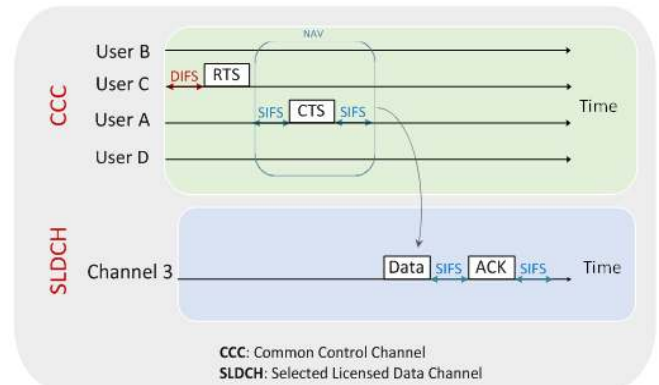 NAV
User B
DIFS RTS
User C
CCC
SIFS CTS SIFS
User A
Time
User D
SLDCH
Data SIFS ACK SIFS Time
Channel 3
CCC: Common Control Channel
SLDCH: Selected Licensed Data Channel